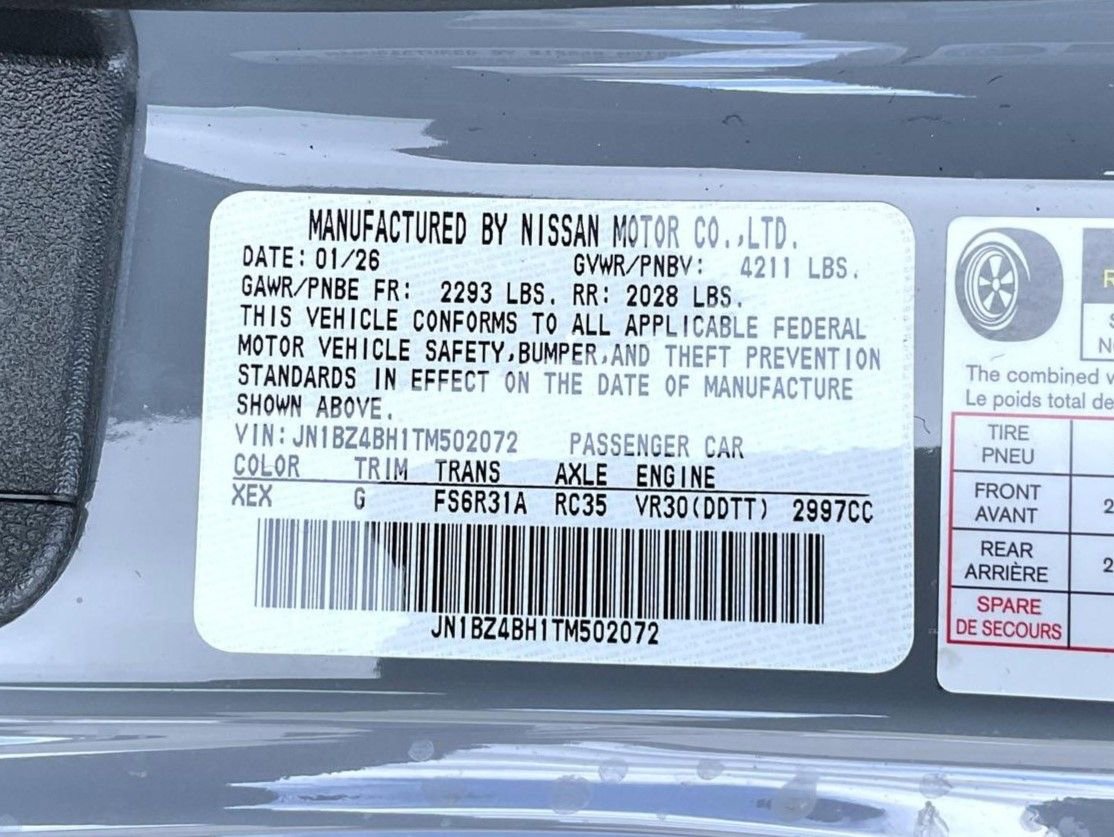 MANUFACTURED BY NISSAN MOTOR CO.,LTD.
DATE: 01/26 GVWR/PNBV: 4211 LBS.
GAWR/PNBE FR: 2293 LBS. RR: 2028 LBS.
THIS VEHICLE CONFORMS TO ALL APPLICABLE FEDERAL
MOTOR VEHICLE SAFETY,BUMPER,AND THEFT PREVENTION
STANDARDS IN EFFECT ON THE DATE OF MANUFACTURE
SHOWN ABOVE.
VIN: JN1BZ4BH1TM502072 PASSENGER CAR
COLOR TRIM TRANS AXLE ENGINE
XEX G FS6R31A RC35 VR30(DDTT) 2997CC
JN1BZ4BH1TM502072
The combined
Le poids total de
TIRE
PNEU
FRONT
AVANT
2
REAR
ARRIÈRE
2
SPARE
DE SECOURS